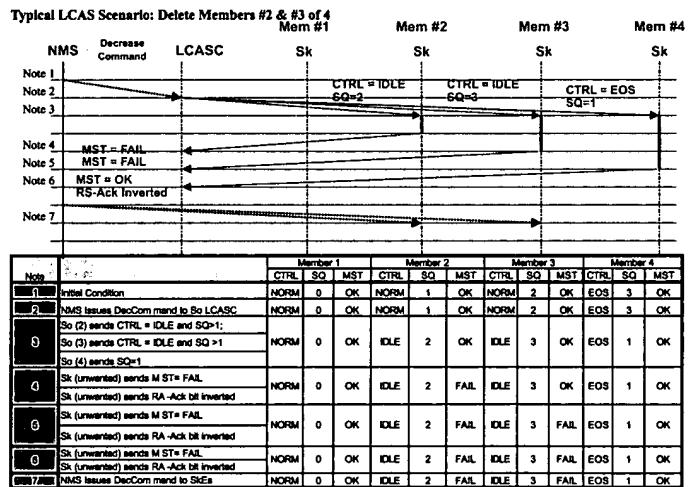 Typical LCAS Scenario: Delete Members #2 & #3 of 4
Mem #1 Mem #2 Mem #3 Mem #4
NMS Decrease Command LCASC Sk Sk Sk Sk
Note 1
Note 2
Note 3
CTRL = IDLE
SQ=2
CTRL = IDLE
SQ=3
CTRL = EOS
SQ=1
Note 4
MST = FAIL
Note 5
MST = FAIL
Note 6
MST = OK
RS-Ack Inverted
Note 7
Member 1 Member 2 Member 3 Member 4
Note CTRL SQ MST CTRL SQ MST CTRL SQ MST CTRL SQ MST
1 Initial Condition NORM 0 OK NORM 1 OK NORM 2 OK EOS 3 OK
2 NMS Issues DecCom mand to So LCASC NORM 0 OK NORM 1 OK NORM 2 OK EOS 3 OK
So (2) sends CTRL = IDLE and SQ>1;
3 So (3) sends CTRL = IDLE and SQ >1 NORM 0 OK IDLE 2 OK IDLE 3 OK EOS 1 OK
So (4) sends SQ=1
4 Sk (unwanted) sends M ST= FAIL NORM 0 OK IDLE 2 FAIL IDLE 3 OK EOS 1 OK
Sk (unwanted) sends RA -Ack bit inverted
5 Sk (unwanted) sends M ST= FAIL NORM 0 OK IDLE 2 FAIL IDLE 3 FAIL EOS 1 OK
Sk (unwanted) sends RA -Ack bit inverted
6 Sk (unwanted) sends M ST= FAIL NORM 0 OK IDLE 2 FAIL IDLE 3 FAIL EOS 1 OK
Sk (unwanted) sends RA -Ack bit inverted
7 NMS Issues DecCom mand to SkEs NORM 0 OK IDLE 2 FAIL IDLE 3 FAIL EOS 1 OK